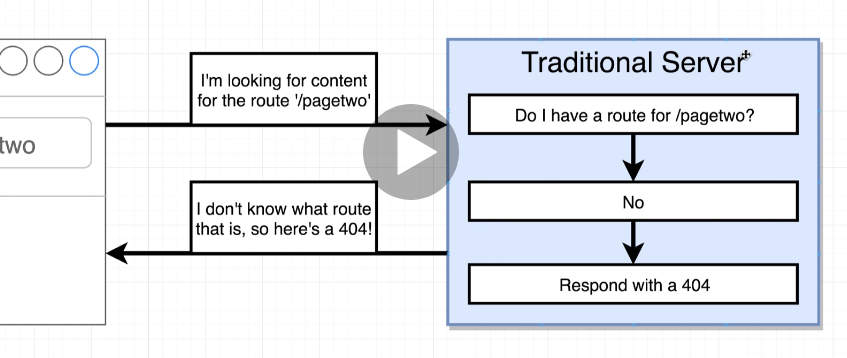 I'm looking for content
for the route '/pagetwo'
two
I don't know what route
that is, so here's a 404!
Traditional Server
Do I have a route for /pagetwo?
No
Respond with a 404